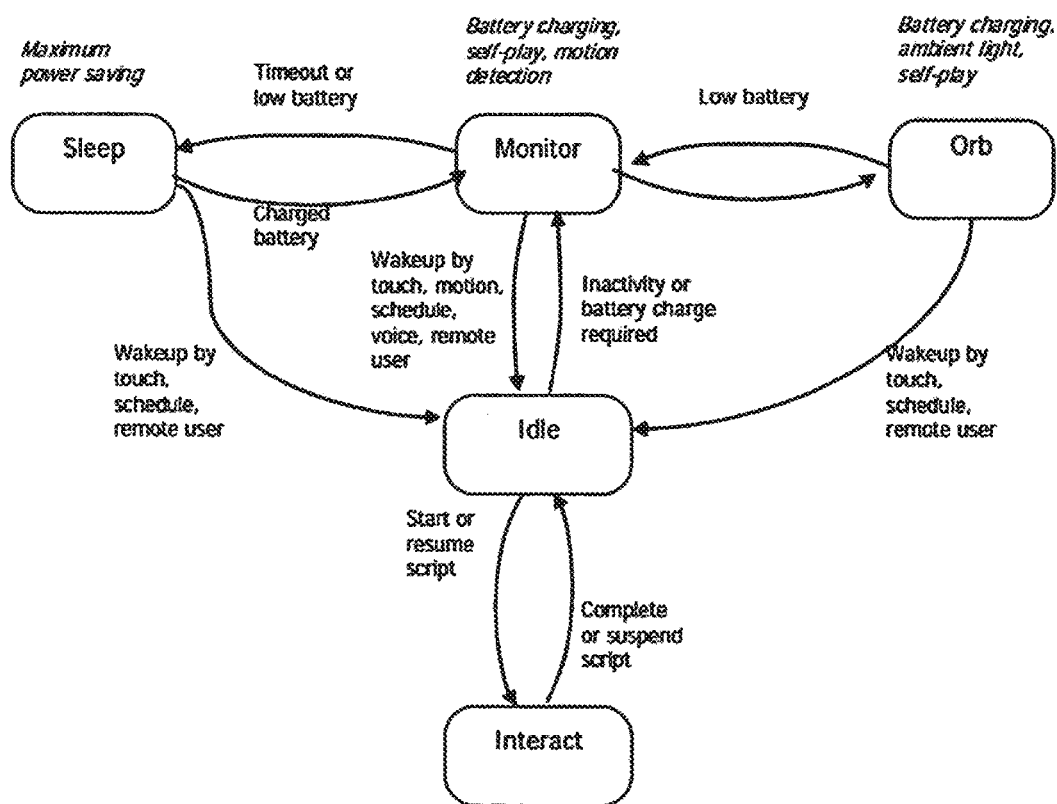 Maximum
power saving
Battery charging,
self-play, motion
detection
Battery charging,
ambient light,
self-play
Timeout or
low battery
Low battery
Sleep
Monitor
Orb
Charged
battery
Wakeup by
touch, motion,
schedule,
voice, remote
user
Inactivity or
battery charge
required
Wakeup by
touch,
schedule,
remote user
Wakeup by
touch,
schedule,
remote user
Idle
Start or
resume
script
Complete
or suspend
script
Interact